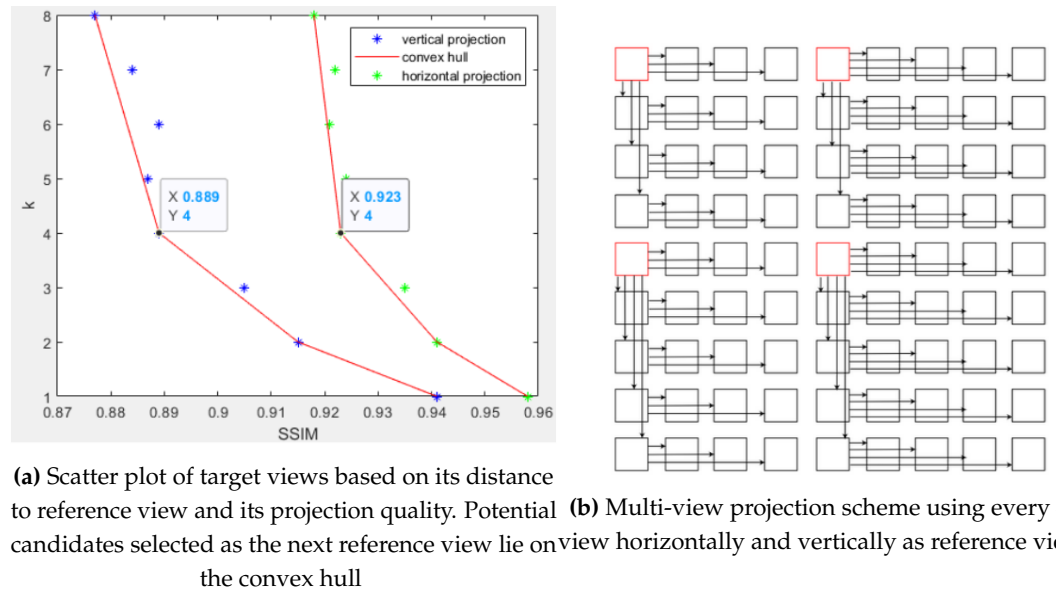 8
7
6
5
4
3
2
1
k
vertical projection
convex hull
horizontal projection
X 0.889
Y 4
X 0.923
Y 4
0.87 0.88 0.89 0.9 0.91 0.92 0.93 0.94 0.95 0.96
SSIM
(a) Scatter plot of target views based on its distance
to reference view and its projection quality. Potential
candidates selected as the next reference view lie on
the convex hull
(b) Multi-view projection scheme using every
view horizontally and vertically as reference vie